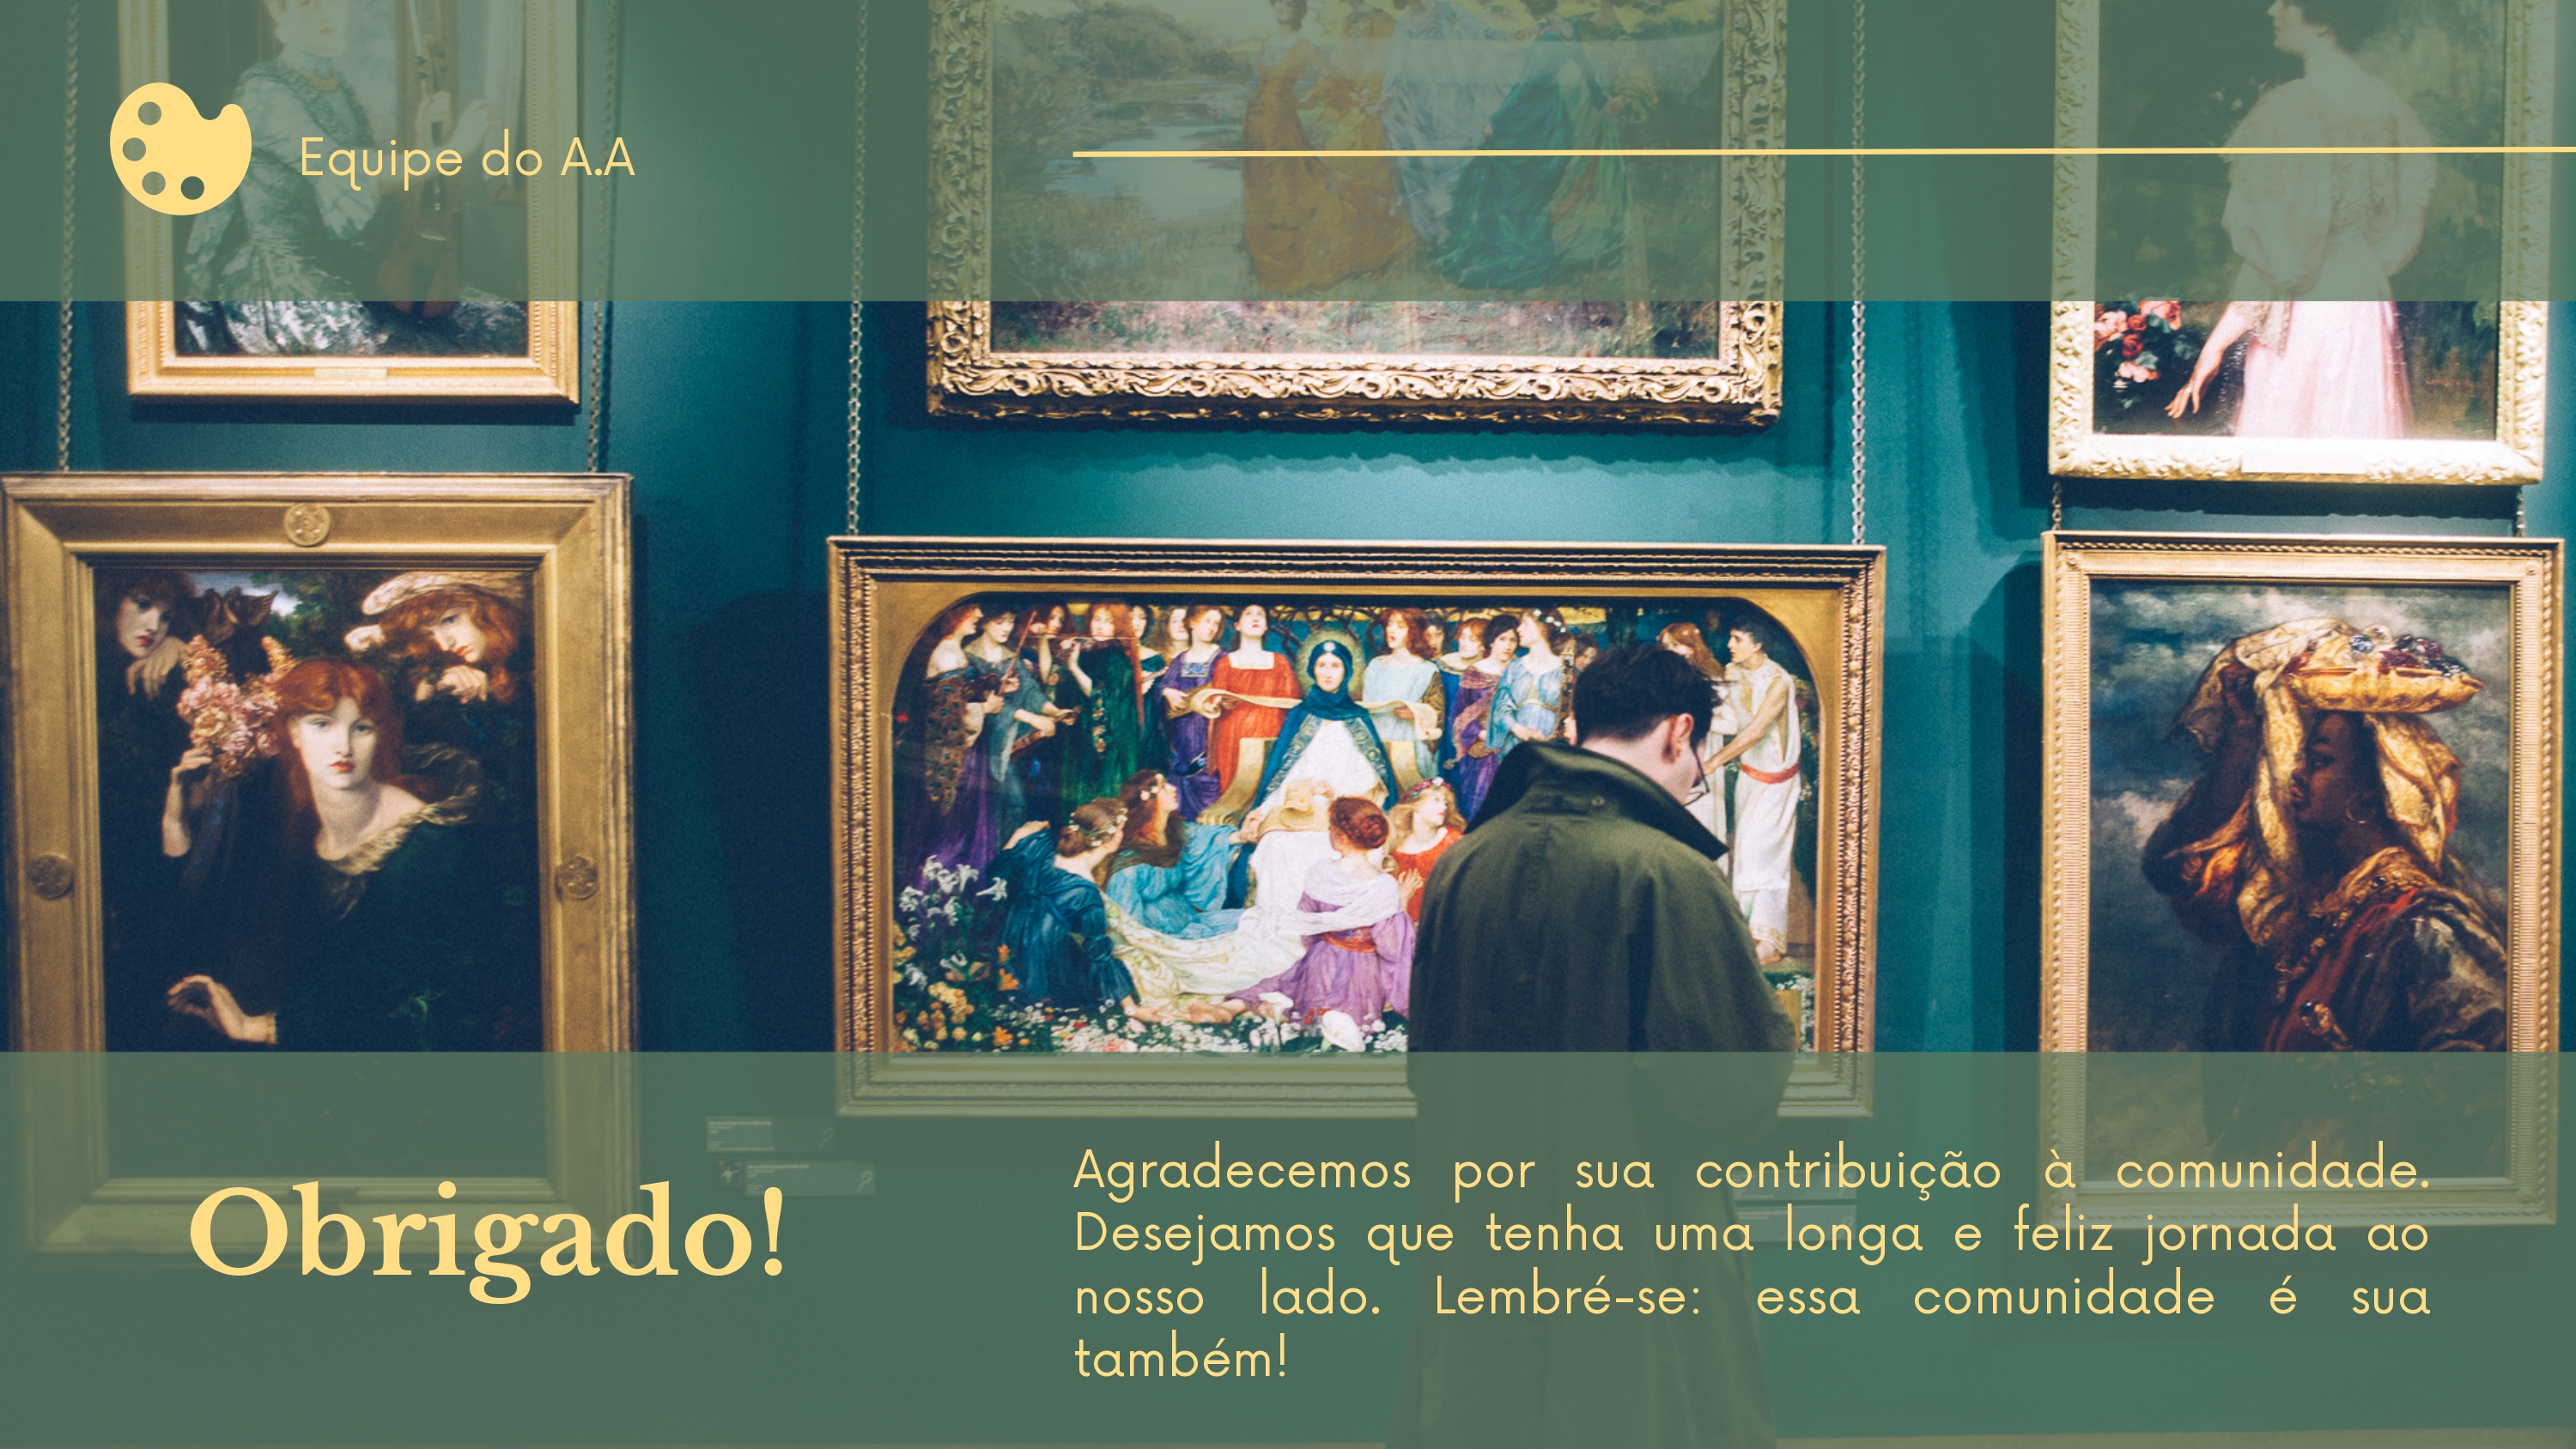 Equipe do A.A
Obrigado!
Agradecemos por sua contribuição à comunidade.
Desejamos que tenha uma longa e feliz jornada ao
nosso lado. Lembré-se: essa comunidade é sua
também!